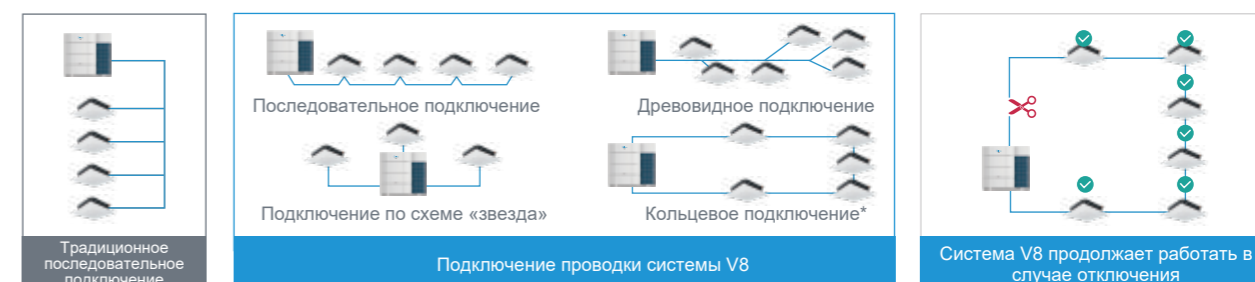 Последовательное подключение
Древовидное подключение
Подключение по схеме «звезда»
Кольцевое подключение*
Традиционное
последовательное
подключение
Подключение проводки системы V8
Система V8 продолжает работать в
случае отключения